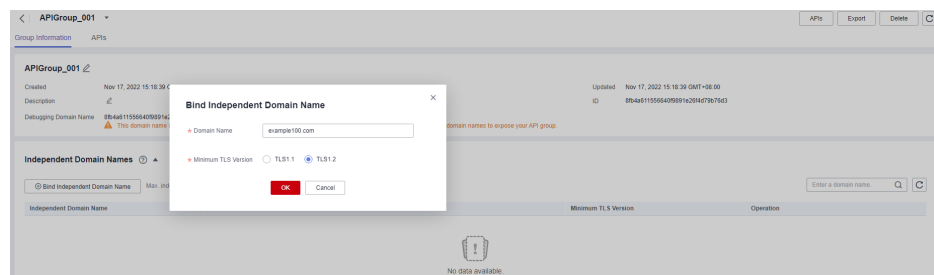 APIGroup_001
APIs Export Delete
Group Information APIs
APIGroup_001
Created Nov 17, 2022 15:18:39 G
Updated Nov 17, 2022 15:18:39 GMT+08:00
Description
ID 8fb4a611556640f9891e26f4d79b76d3
Debugging Domain Name 8fb4a611556640f9891e2
This domain name
domain names to expose your API group.
Bind Independent Domain Name
* Domain Name example100.com
* Minimum TLS Version TLS1.1 TLS1.2
OK Cancel
Independent Domain Names
Bind Independent Domain Name Max. ind
Enter a domain name.
Independent Domain Name Minimum TLS Version Operation
No data available.